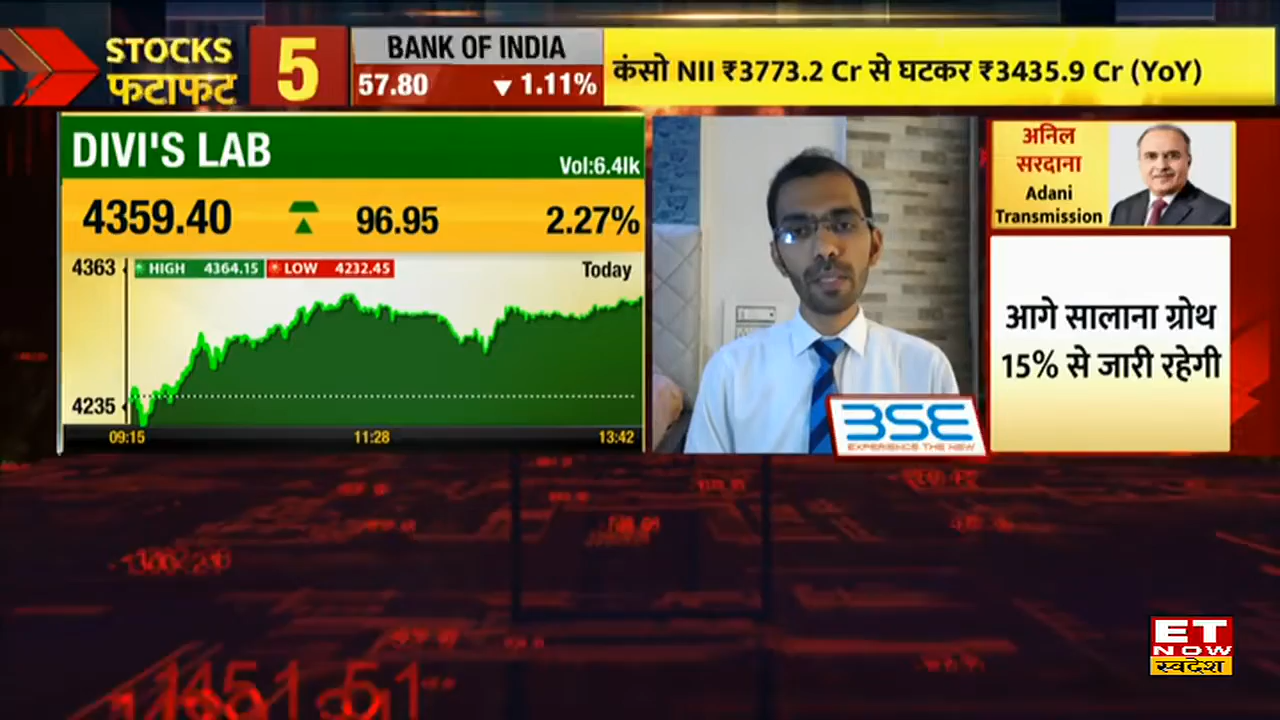 STOCKS
फटाफट
5
BANK OF INDIA
57.80 ▼ 1.11%
कंसो NII ₹3773.2 Cr से घटकर ₹3435.9 Cr (YoY)
DIVI'S LAB
Vol:6.4lk
4359.40 96.95 2.27%
4363
HIGH 4364.15 LOW 4232.45
Today
4235
09:15 11:28 13:42
BSE
EXPERIENCE THE NEW
अनिल
सरदाना
Adani
Transmission
आगे सालाना ग्रोथ
15% से जारी रहेगी
ET
NOW
स्वदेश